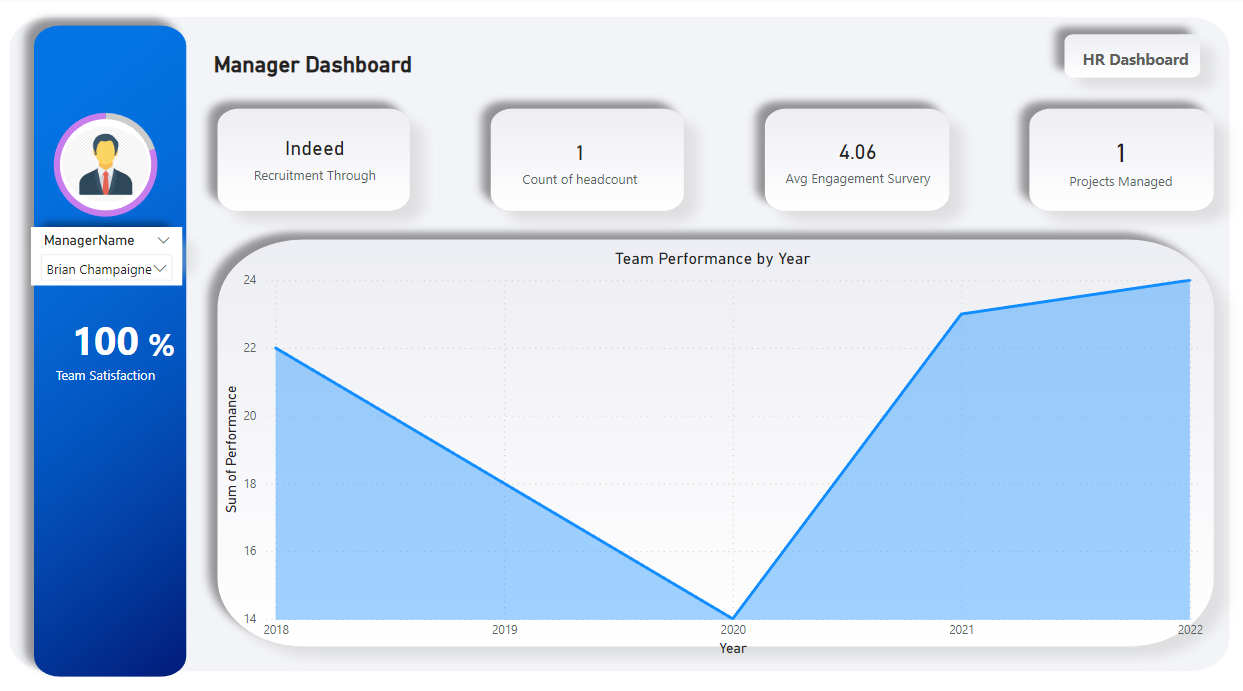 Manager Dashboard
HR Dashboard
Indeed
Recruitment Through
1
Count of headcount
4.06
Avg Engagement Survery
1
Projects Managed
ManagerName
Brian Champaigne
100 %
Team Satisfaction
Team Performance by Year
Sum of Performance
24
22
20
18
16
14
2018 2019 2020 2021 2022
Year